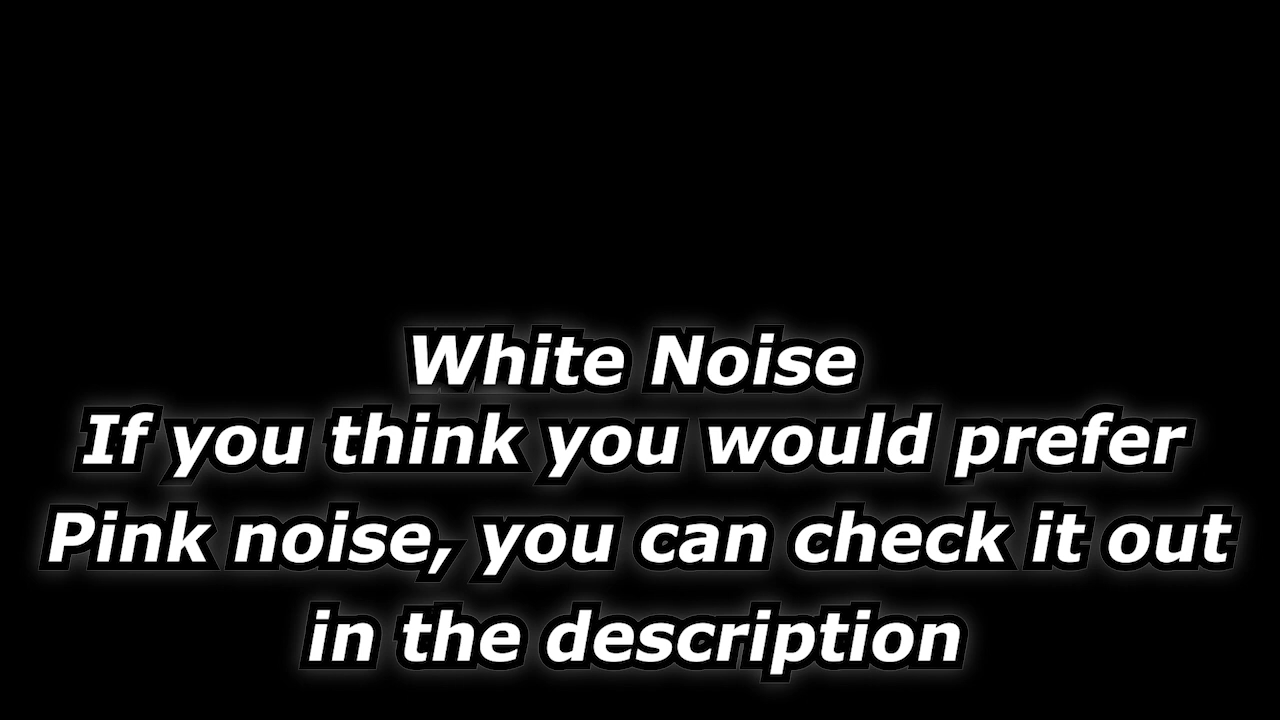 White Noise
If you think you would prefer
Pink noise, you can check it out
in the description